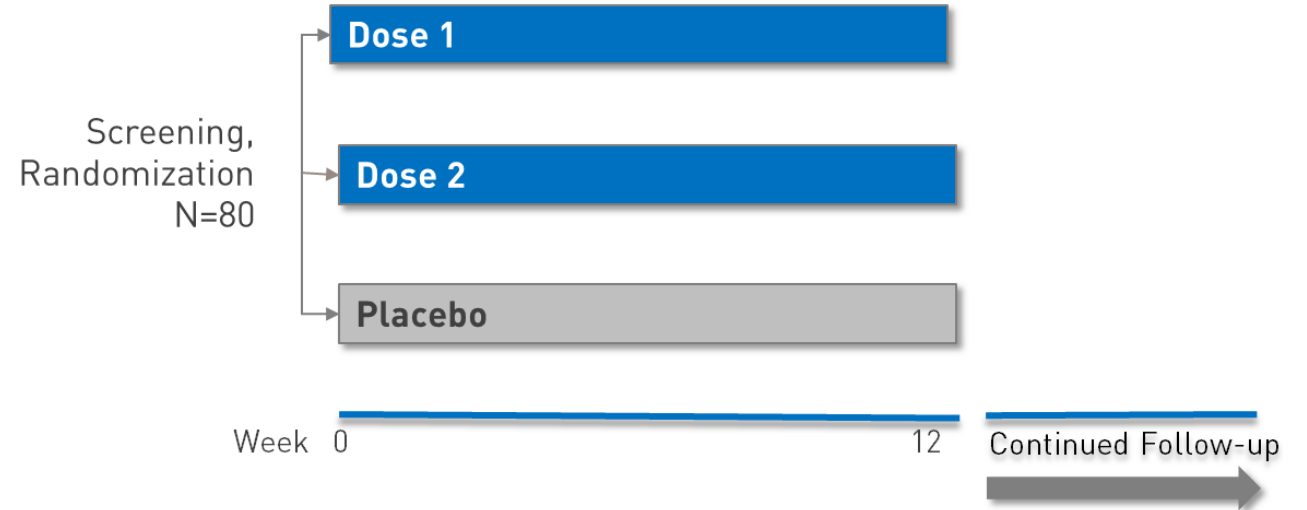 Dose 1
Screening,
Randomization
N=80
Dose 2
Placebo
Week 0 12 Continued Follow-up